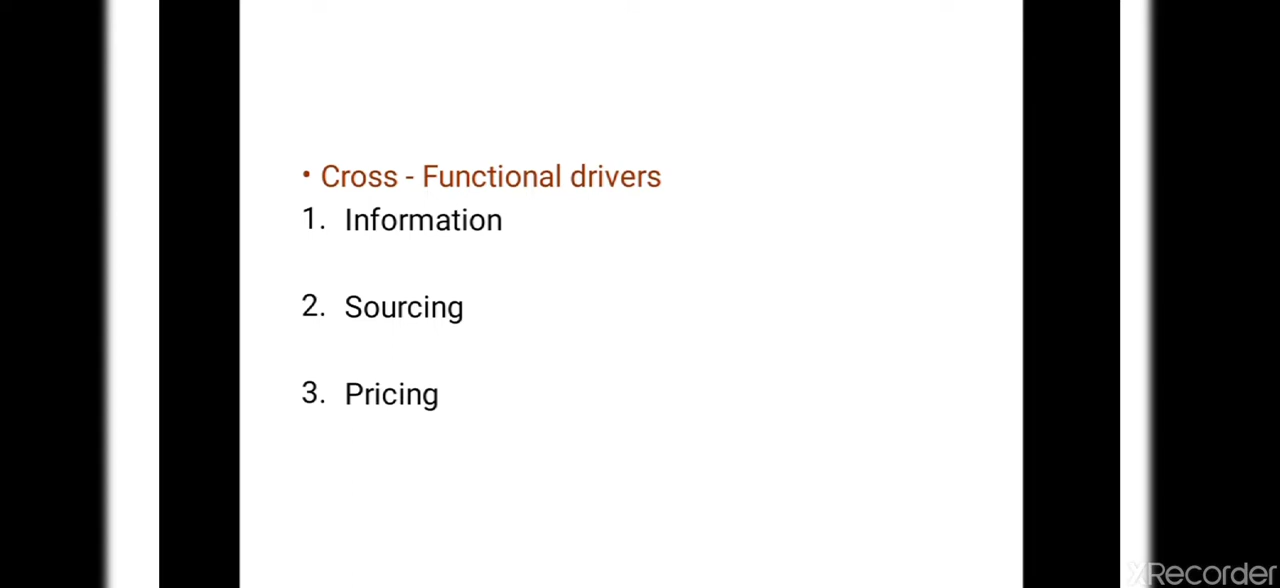 • Cross - Functional drivers
1. Information
2. Sourcing
3. Pricing
XRecorder